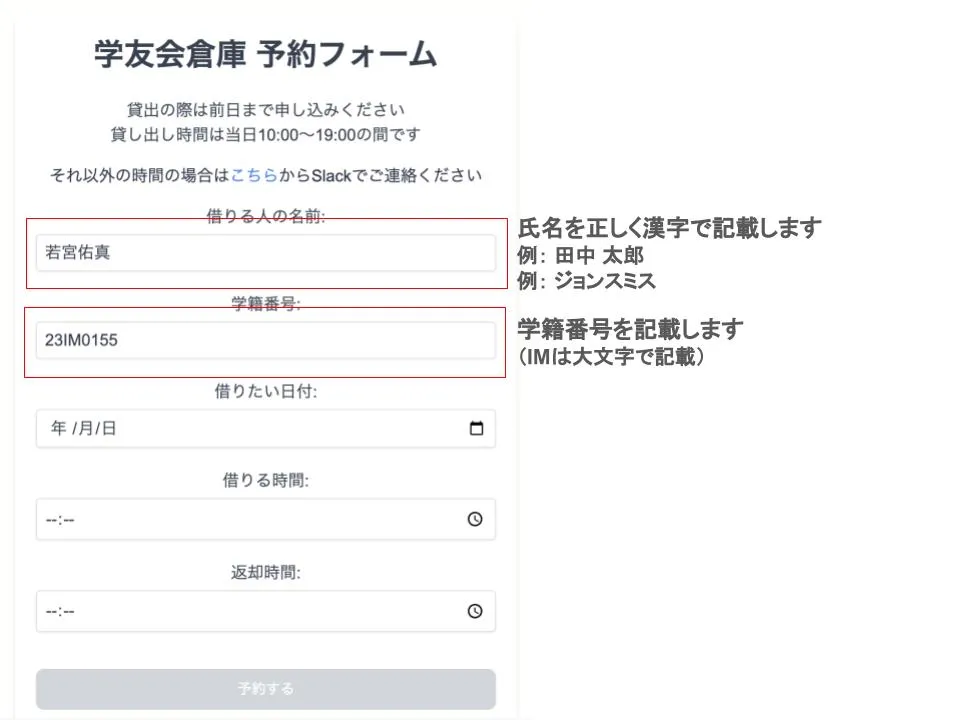 学友会倉庫 予約フォーム
貸出の際は前日まで申し込みください
貸し出し時間は当日10:00〜19:00の間です
それ以外の時間の場合はこちらからSlackでご連絡ください
借りる人の名前:
若宮佑真
氏名を正しく漢字で記載します
例： 田中 太郎
例： ジョンスミス
学籍番号:
23IM0155
学籍番号を記載します
（IMは大文字で記載）
借りたい日付:
年 /月/日
借りる時間:
--:--
返却時間:
--:--
予約する